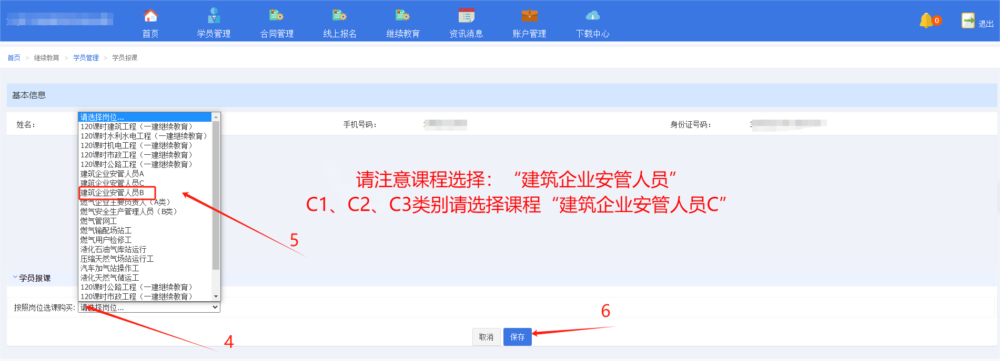 首页
学员管理
合同管理
线上报名
继续教育
资讯消息
账户管理
下载中心
0
退出
首页 > 继续教育 > 学员管理 > 学员报课
基本信息
姓名：
手机号码：
身份证号码：
请选择岗位...
120课时建筑工程（一建继续教育）
120课时水利水电工程（一建继续教育）
120课时机电工程（一建继续教育）
120课时市政工程（一建继续教育）
120课时公路工程（一建继续教育）
建筑企业安管人员A
建筑企业安管人员C
建筑企业安管人员B
燃气企业主要负责人（A类）
燃气安全生产管理人员（B类）
燃气管网工
燃气输配场站工
燃气用户检修工
液化石油气库站运行
压缩天然气场站运行工
汽车加气站操作工
液化天然气储运工
120课时公路工程（一建继续教育）
120课时市政工程（一建继续教育）
请注意课程选择：“建筑企业安管人员”
C1、C2、C3类别请选择课程“建筑企业安管人员C”
5
学员报课
按照岗位选课购买：
请选择岗位...
4
6
取消
保存